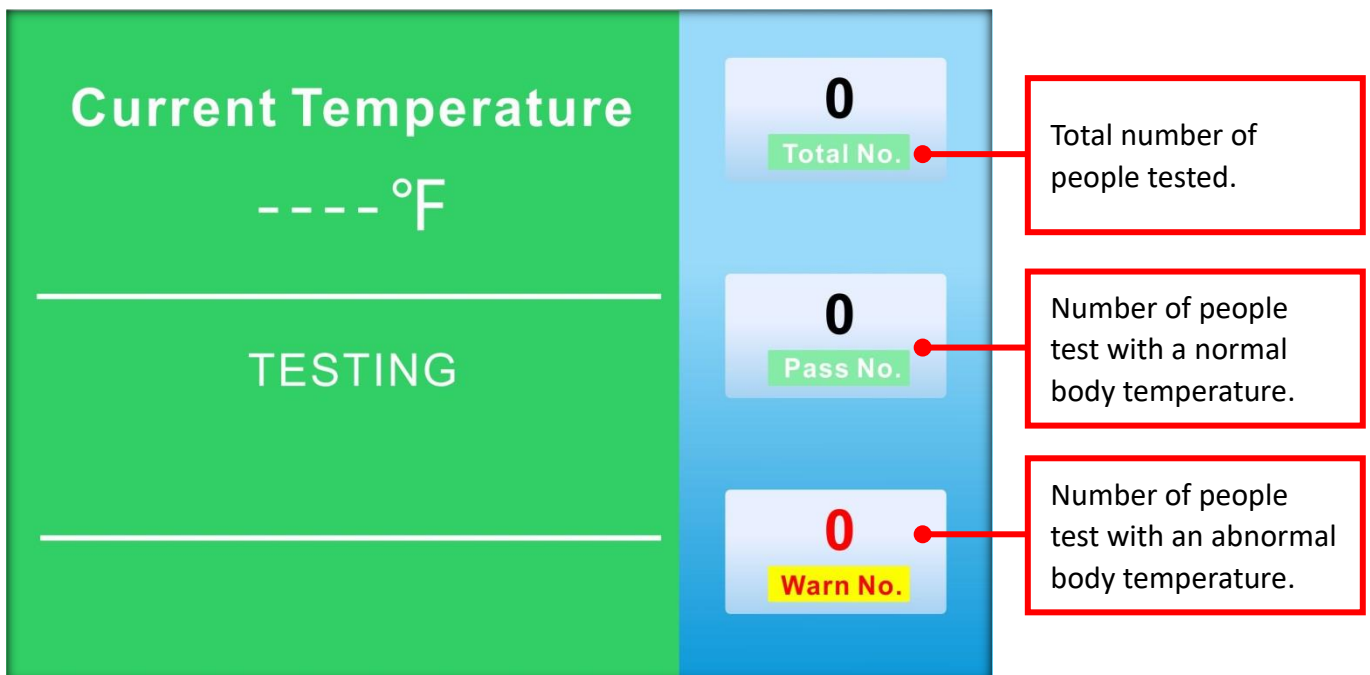 Current Temperature
----°F
TESTING
0
Total No.
0
Pass No.
0
Warn No.
Total number of
people tested.
Number of people
test with a normal
body temperature.
Number of people
test with an abnormal
body temperature.